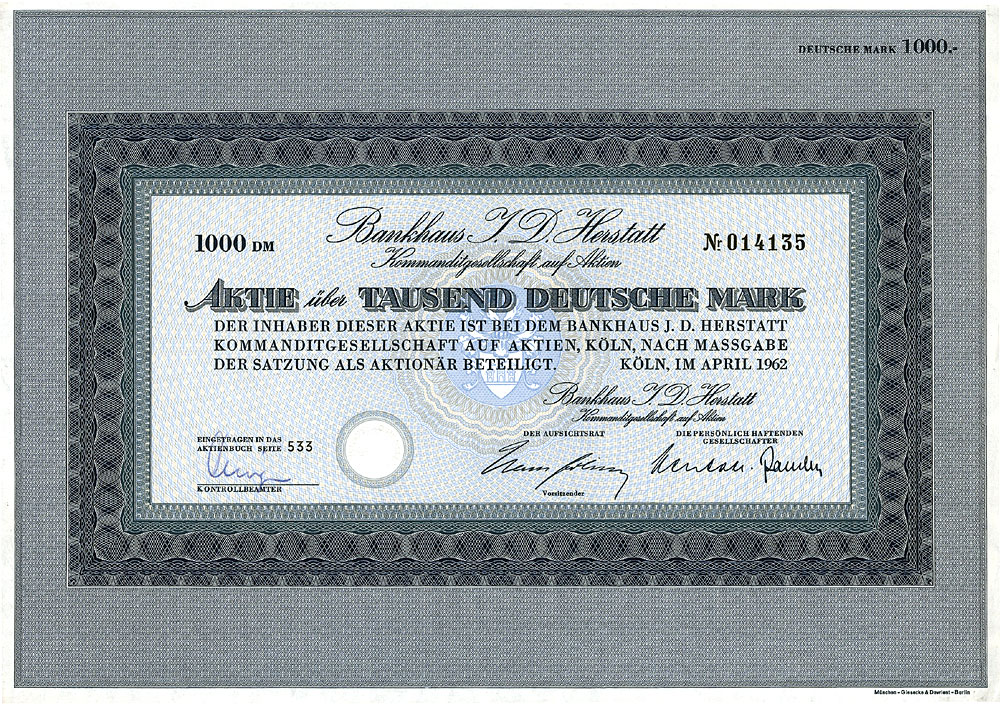 DEUTSCHE MARK 1000.-
1000 DM
Bankhaus J. D. Herstatt
Nr 014135
Kommanditgesellschaft auf Aktien
AKTIE über TAUSEND DEUTSCHE MARK
DER INHABER DIESER AKTIE IST BEI DEM BANKHAUS J. D. HERSTATT
KOMMANDITGESELLSCHAFT AUF AKTIEN, KÖLN, NACH MASSGABE
DER SATZUNG ALS AKTIONÄR BETEILIGT. KÖLN, IM APRIL 1962
Bankhaus J. D. Herstatt
Kommanditgesellschaft auf Aktien
DER AUFSICHTSRAT
DIE PERSÖNLICH HAFTENDEN
GESELLSCHAFTER
EINGETRAGEN IN DAS
AKTIENBUCH SEITE 533
KONTROLLBEAMTER
Vorsitzender
München - Giesecke & Devrient - Berlin